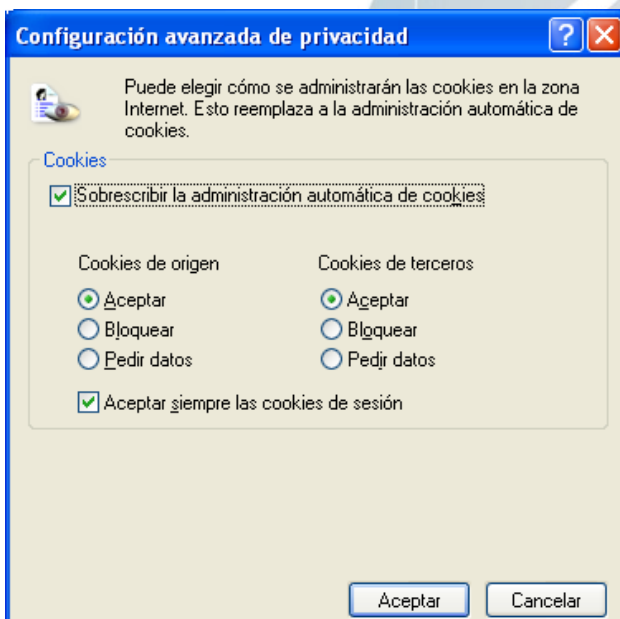 Configuración avanzada de privacidad
Puede elegir cómo se administrarán las cookies en la zona
Internet. Esto reemplaza a la administración automática de
cookies.
Cookies
Sobrescribir la administración automática de cookies
Cookies de origen
Cookies de terceros
Aceptar
Aceptar
Bloquear
Bloquear
Pedir datos
Pedir datos
Aceptar siempre las cookies de sesión
Aceptar
Cancelar